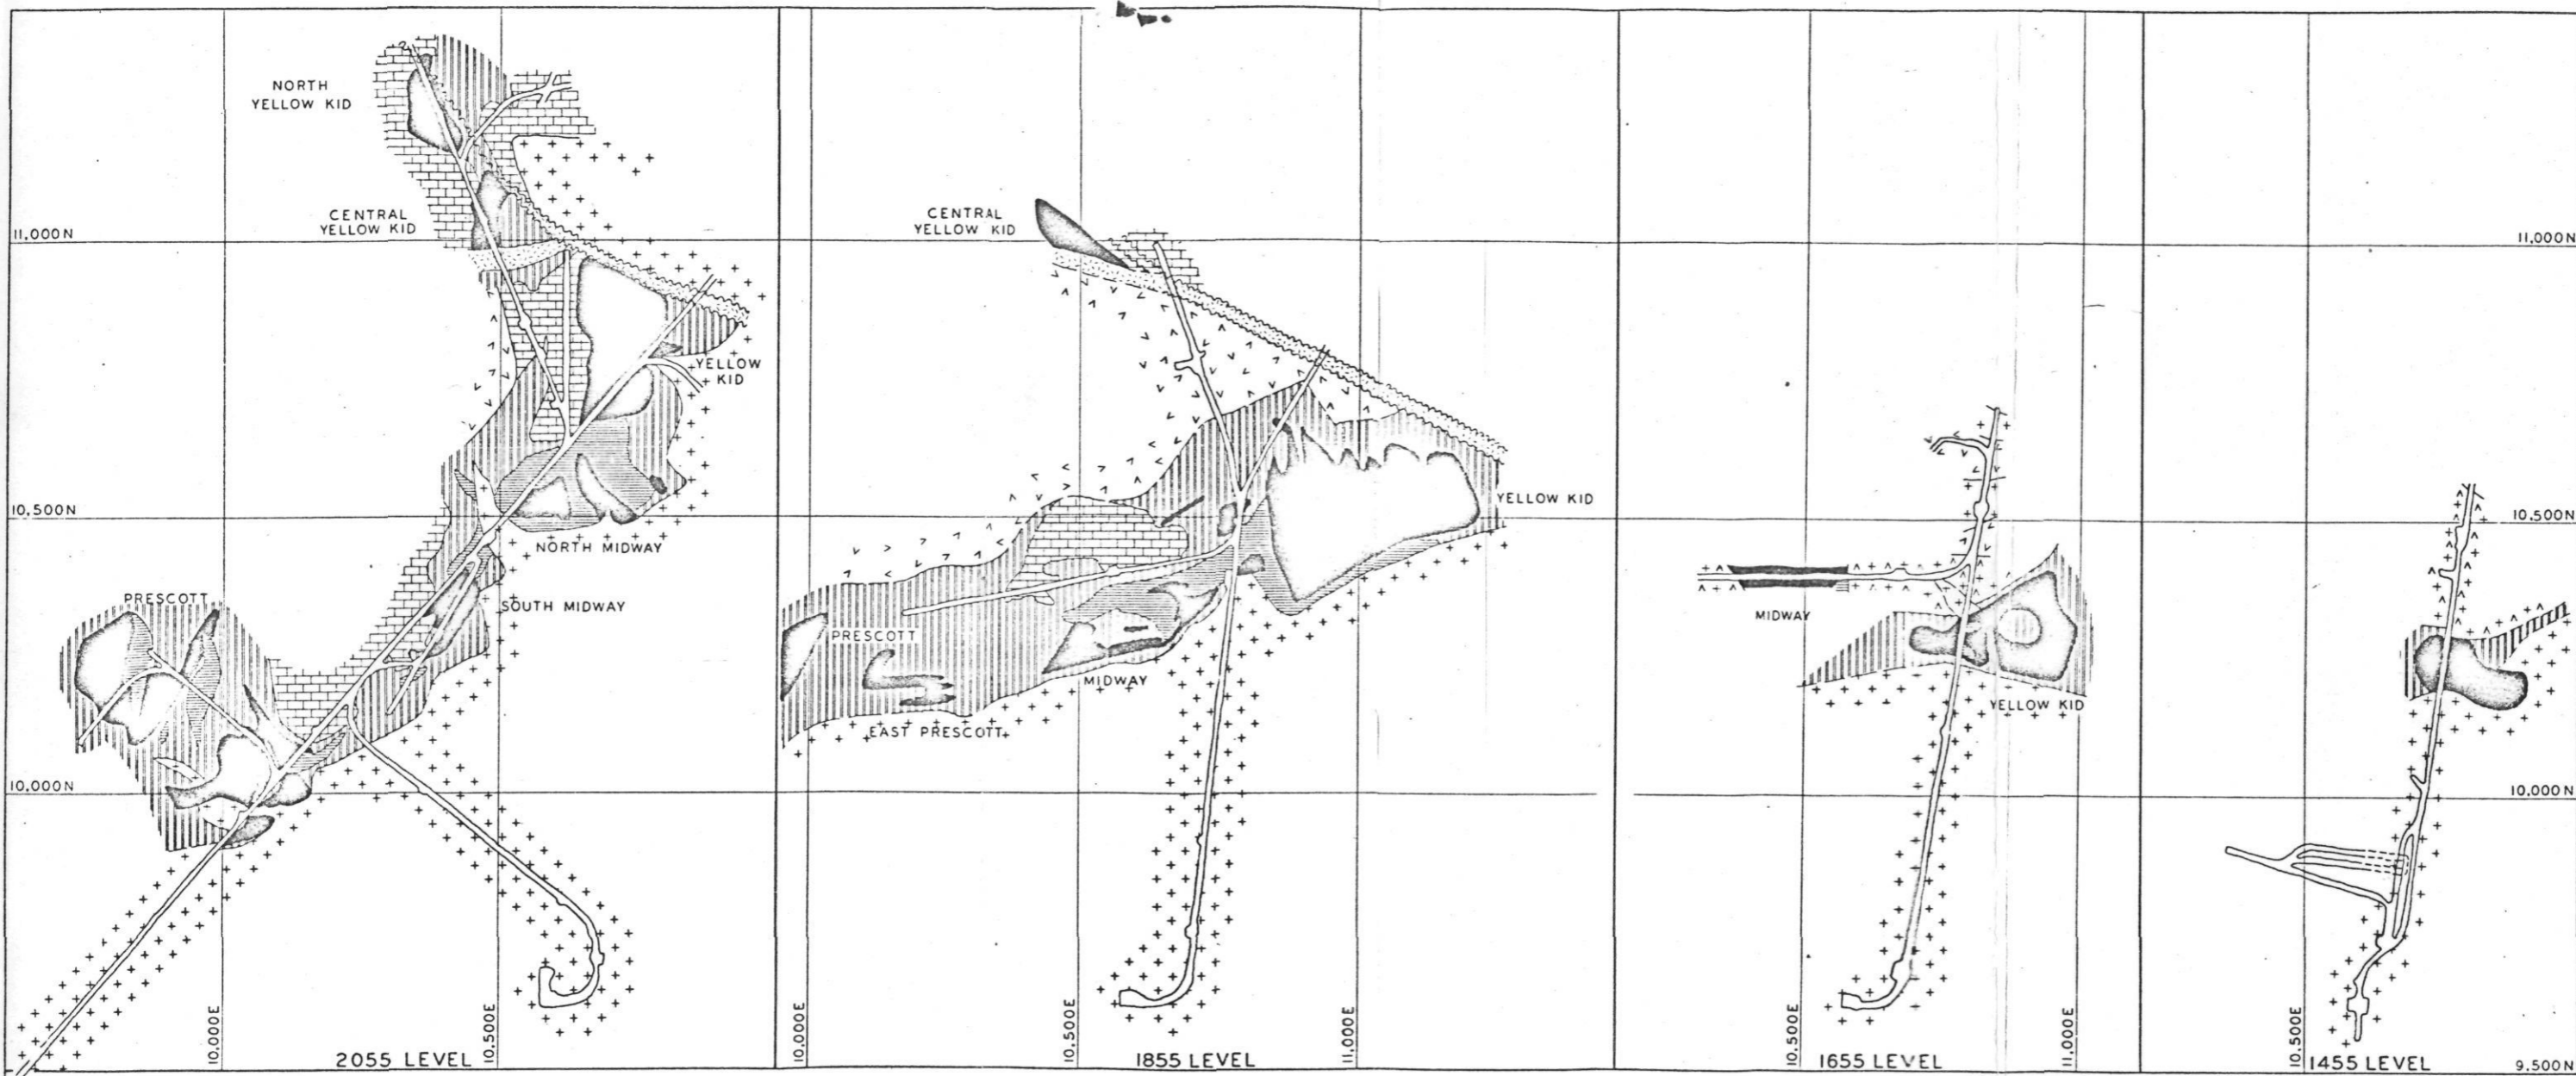 NORTH
YELLOW KID
CENTRAL
YELLOW KID
11,000N
YELLOW
KID
10,500N
NORTH MIDWAY
PRESCOTT
SOUTH MIDWAY
10,000N
10,000E
10,500E
2055 LEVEL
CENTRAL
YELLOW KID
YELLOW KID
PRESCOTT
MIDWAY
EAST PRESCOTT
10,000E
10,500E
11,000E
1855 LEVEL
MIDWAY
YELLOW KID
10,500E
11,000E
1655 LEVEL
11,000N
10,500N
10,000N
10,500E
1455 LEVEL
9,500N